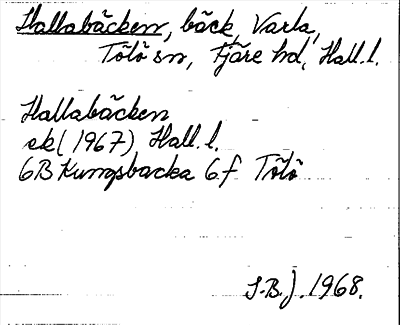 Hallabäcken, bäck, Varla,
Tölö sn, Fjäre hd, Hall. l.
Hallabäcken
ek (1967), Hall. l.
6B Kungsbacka 6f Tölö
S.B.J. 1968.